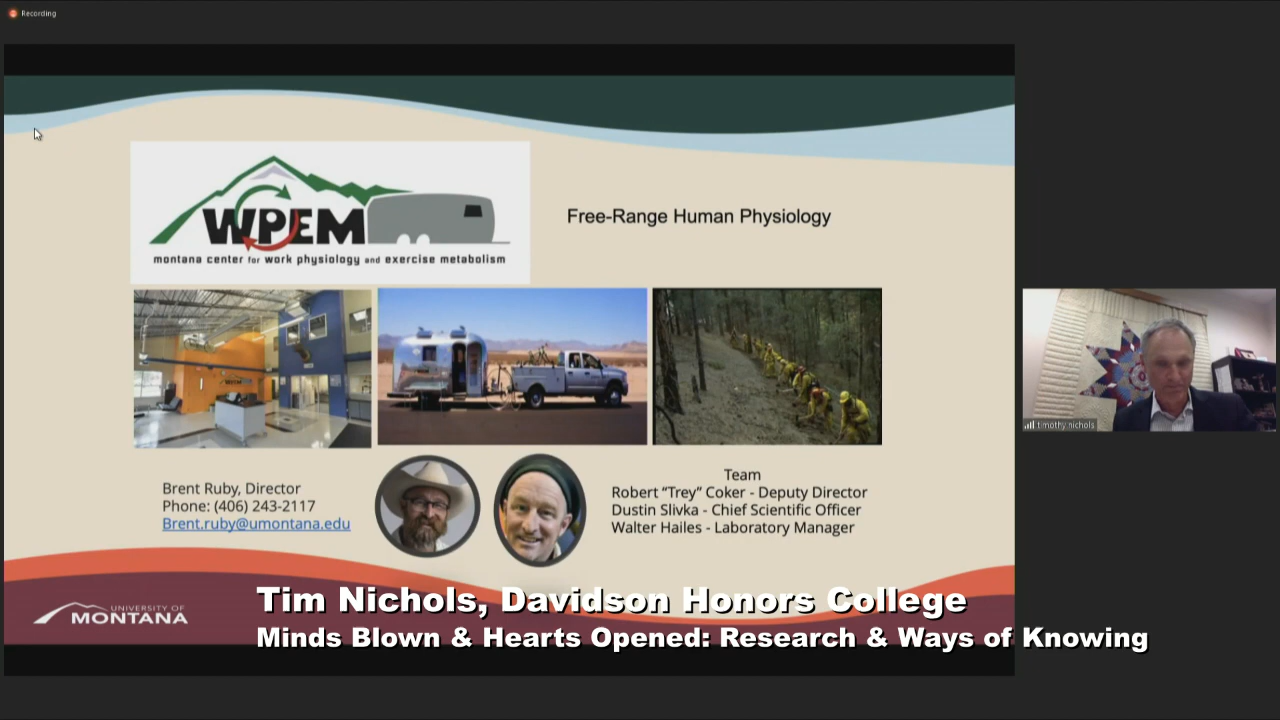 Recording
WPEM
montana center for work physiology and exercise metabolism
Free-Range Human Physiology
Brent Ruby, Director
Phone: (406) 243-2117
Brent.ruby@umontana.edu
Team
Robert “Trey” Coker - Deputy Director
Dustin Slivka - Chief Scientific Officer
Walter Hailes - Laboratory Manager
timothy.nichols
UNIVERSITY OF
MONTANA
Tim Nichols, Davidson Honors College
Minds Blown & Hearts Opened: Research & Ways of Knowing